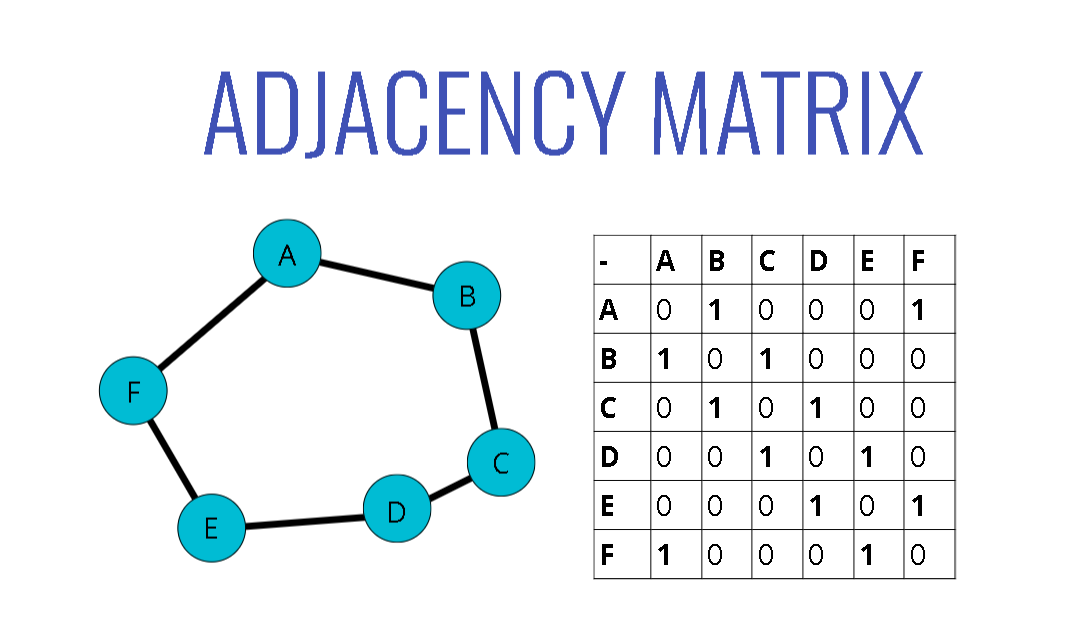 ADJACENCY MATRIX
A
B
F
C
D
E
- A B C D E F
A 0 1 0 0 0 1
B 1 0 1 0 0 0
C 0 1 0 1 0 0
D 0 0 1 0 1 0
E 0 0 0 1 0 1
F 1 0 0 0 1 0